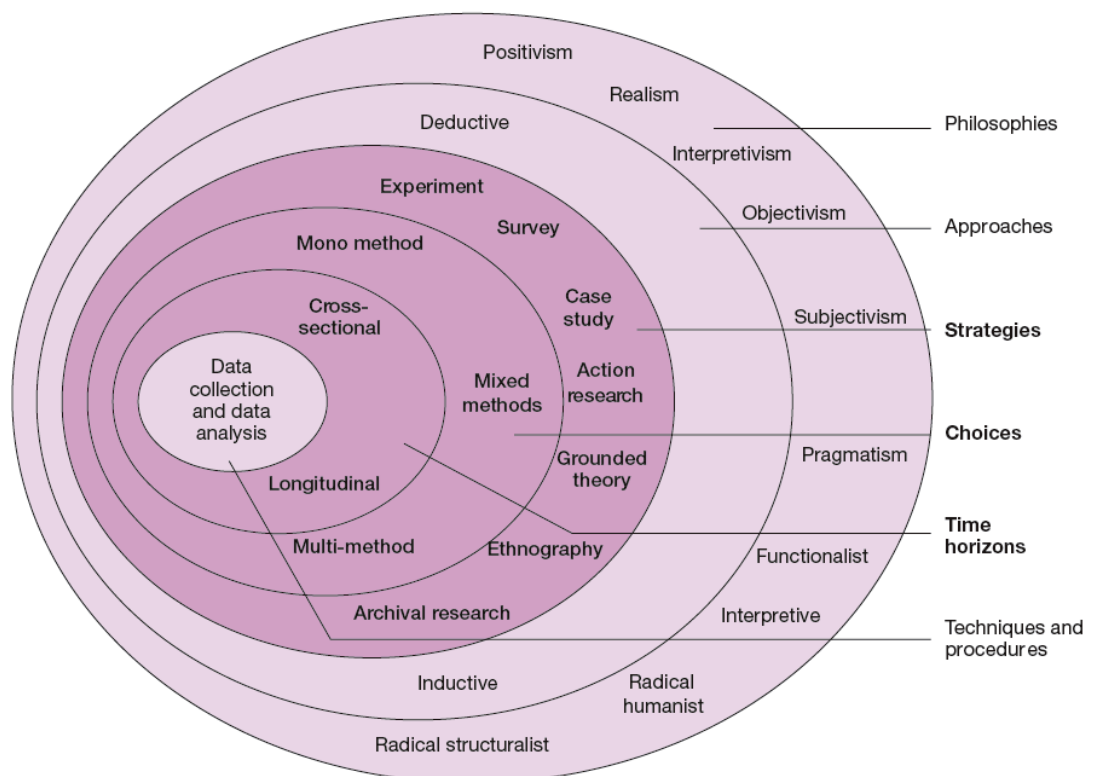 Positivism
Realism
Philosophies
Deductive
Interpretivism
Experiment
Objectivism
Survey
Approaches
Mono method
Case
study
Cross-
sectional
Subjectivism
Strategies
Data
collection
and data
analysis
Mixed
methods
Action
research
Choices
Pragmatism
Grounded
theory
Longitudinal
Time
horizons
Multi-method
Ethnography
Functionalist
Archival research
Interpretive
Techniques and
procedures
Inductive
Radical
humanist
Radical structuralist